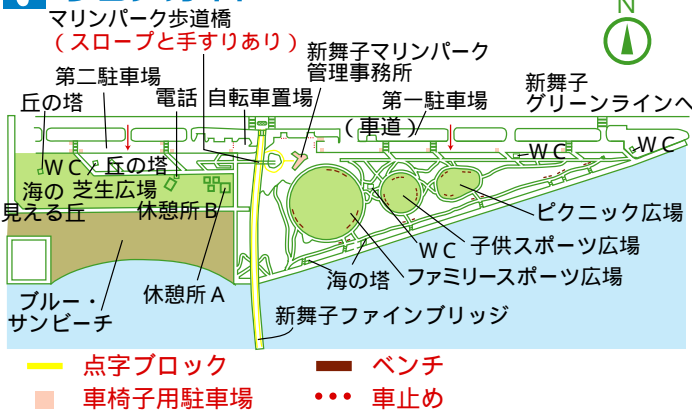 マリンパーク歩道橋
(スロープと手すりあり)
N
新舞子マリンパーク
管理事務所
第二駐車場
丘の塔
電話
自転車置場
第一駐車場
新舞子
グリーンラインへ
(車道)
WC
丘の塔
WC
WC
海の
見える丘
芝生広場
休憩所B
ピクニック広場
WC
子供スポーツ広場
海の塔
ファミリースポーツ広場
休憩所A
ブルー・
サンビーチ
新舞子ファインブリッジ
点字ブロック
ベンチ
車椅子用駐車場
車止め